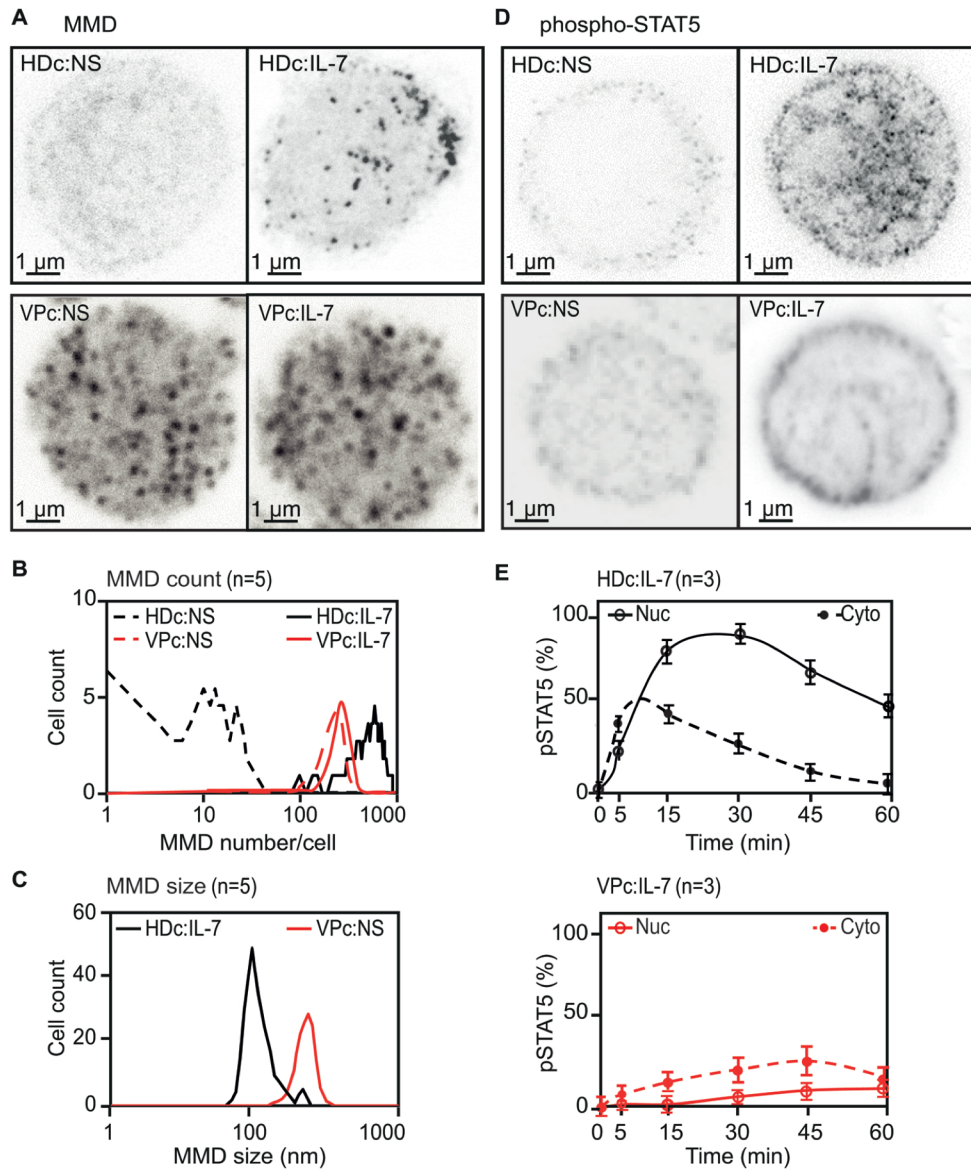 A MMD
HDc:NS HDc:IL-7
1 µm 1 µm
VPc:NS VPc:IL-7
1 µm 1 µm
D phospho-STAT5
HDc:NS HDc:IL-7
1 µm 1 µm
VPc:NS VPc:IL-7
1 µm 1 µm
B MMD count (n=5)
10
HDc:NS HDc:IL-7
VPc:NS VPc:IL-7
5
0
Cell count
1 10 100 1000
MMD number/cell
C MMD size (n=5)
60
HDc:IL-7 VPc:NS
40
20
0
Cell count
1 100 1000
MMD size (nm)
E HDc:IL-7 (n=3)
100
Nuc Cyto
50
0
pSTAT5 (%)
0 5 15 30 45 60
Time (min)
VPc:IL-7 (n=3)
100
Nuc Cyto
50
0
pSTAT5 (%)
0 5 15 30 45 60
Time (min)